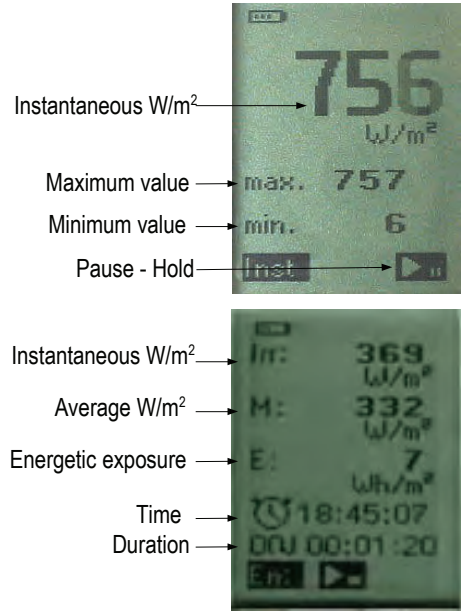 756
Instantaneous W/m²
W/m²
Maximum value max. 757
Minimum value min. 6
Pause - Hold Inst
Instantaneous W/m² Irr: 369
W/m²
Average W/m² M: 332
W/m²
Energetic exposure E: 7
Wh/m²
Time 18:45:07
Duration 00:01:20
En: